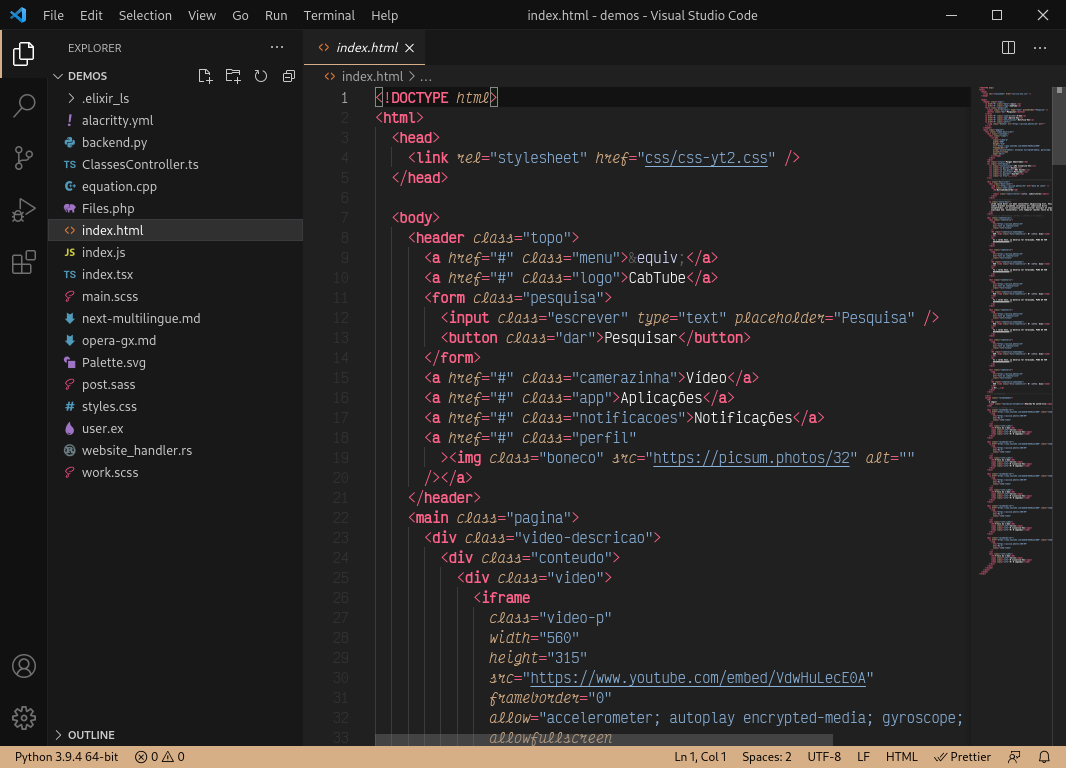 File Edit Selection View Go Run Terminal Help index.html - demos - Visual Studio Code
EXPLORER
DEMOS
.elixir_ls
alacritty.yml
backend.py
TS ClassesController.ts
equation.cpp
Files.php
index.html
JS index.js
TS index.tsx
main.scss
next-multilingue.md
opera-gx.md
Palette.svg
post.sass
styles.css
user.ex
website_handler.rs
work.scss
OUTLINE
index.html
index.html > ...
1 <!DOCTYPE html>
2 <html>
3 <head>
4 <link rel="stylesheet" href="css/css-yt2.css" />
5 </head>
6
7 <body>
8 <header class="topo">
9 <a href="#" class="menu">&equiv;</a>
10 <a href="#" class="logo">CabTube</a>
11 <form class="pesquisa">
12 <input class="escrever" type="text" placeholder="Pesquisa" />
13 <button class="dar">Pesquisar</button>
14 </form>
15 <a href="#" class="camerazinha">Vídeo</a>
16 <a href="#" class="app">Aplicações</a>
17 <a href="#" class="notificacoes">Notificações</a>
18 <a href="#" class="perfil"
19 ><img class="boneco" src="https://picsum.photos/32" alt=""
20 /></a>
21 </header>
22 <main class="pagina">
23 <div class="video-descricao">
24 <div class="conteudo">
25 <div class="video">
26 <iframe
27 class="video-p"
28 width="560"
29 height="315"
30 src="https://www.youtube.com/embed/VdwHuLecE0A"
31 frameborder="0"
32 allow="accelerometer; autoplay encrypted-media; gyroscope;
33 allowfullscreen
Python 3.9.4 64-bit 0 0 Ln 1, Col 1 Spaces: 2 UTF-8 LF HTML Prettier